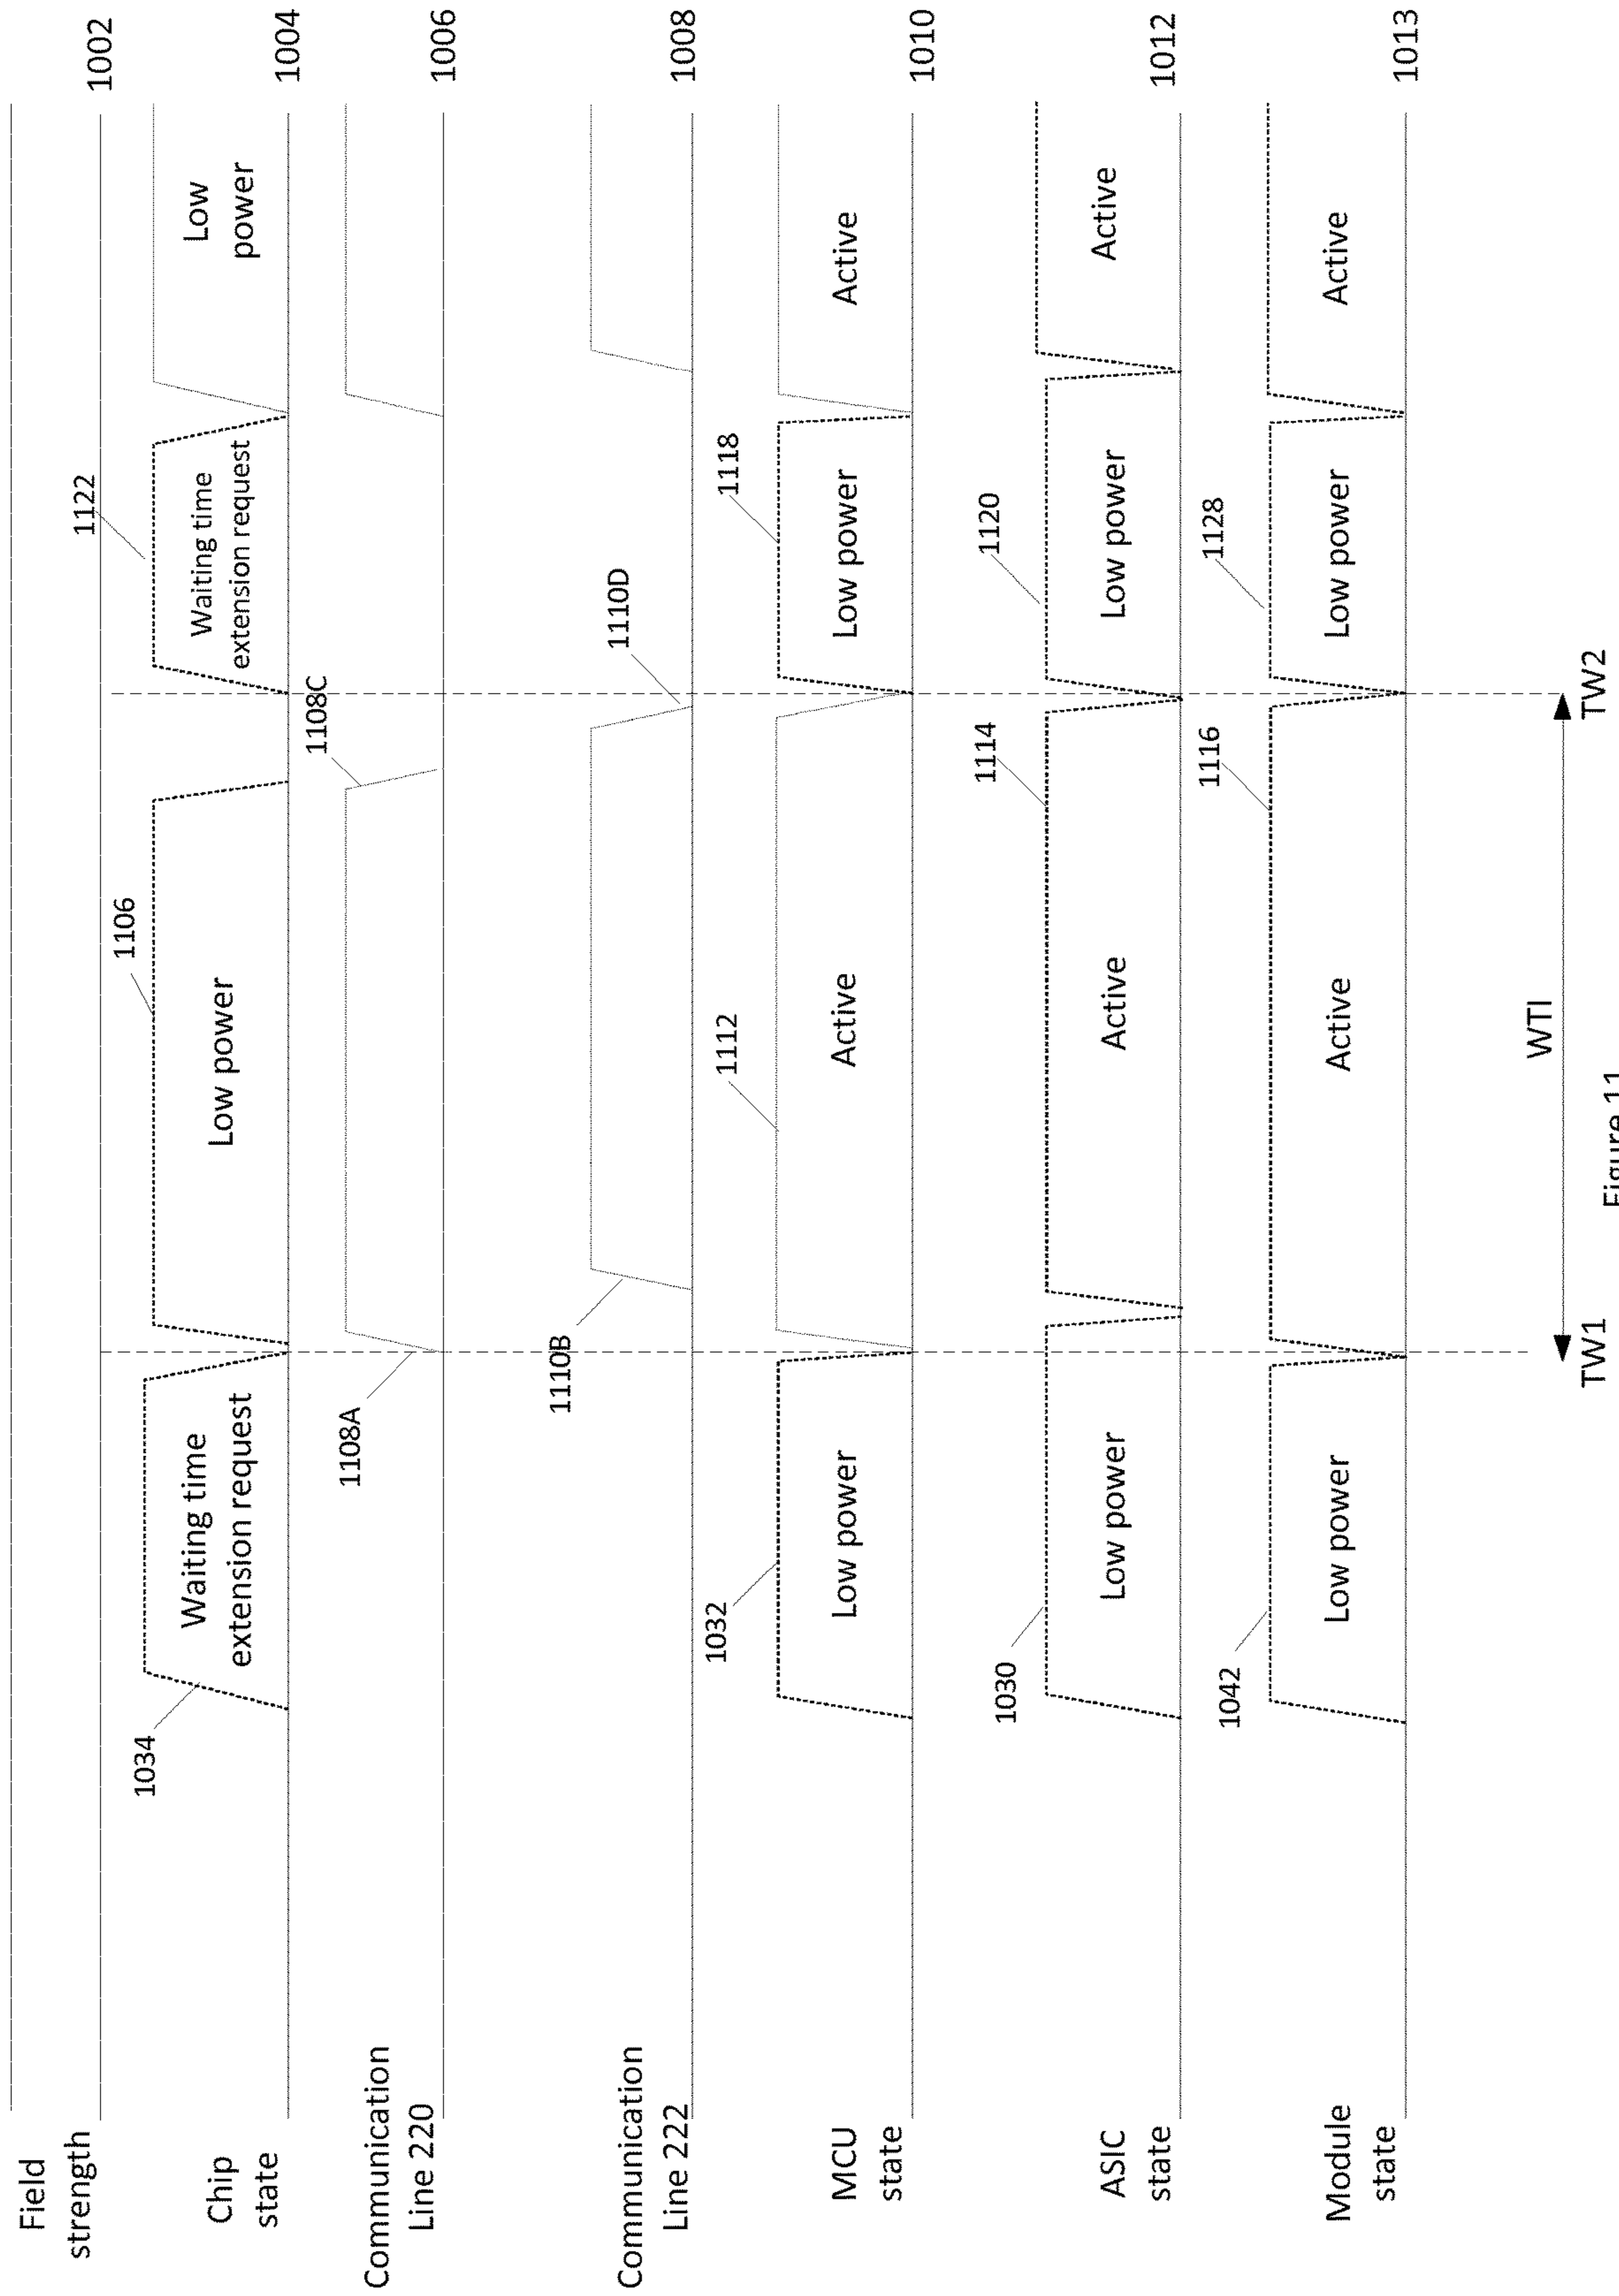 Field
strength
1002
Chip
state
1034
Waiting time
extension request
1106
Low power
1122
Waiting time
extension request
Low
power
1004
Communication
Line 220
1108A
1108C
1006
Communication
Line 222
1110B
1110D
1008
MCU
state
1032
Low power
1112
Active
1118
Low power
Active
1010
ASIC
state
1030
Low power
1114
Active
1120
Low power
Active
1012
Module
state
1042
Low power
1116
Active
1128
Low power
Active
1013
WTI
TW1
TW2
Figure 11